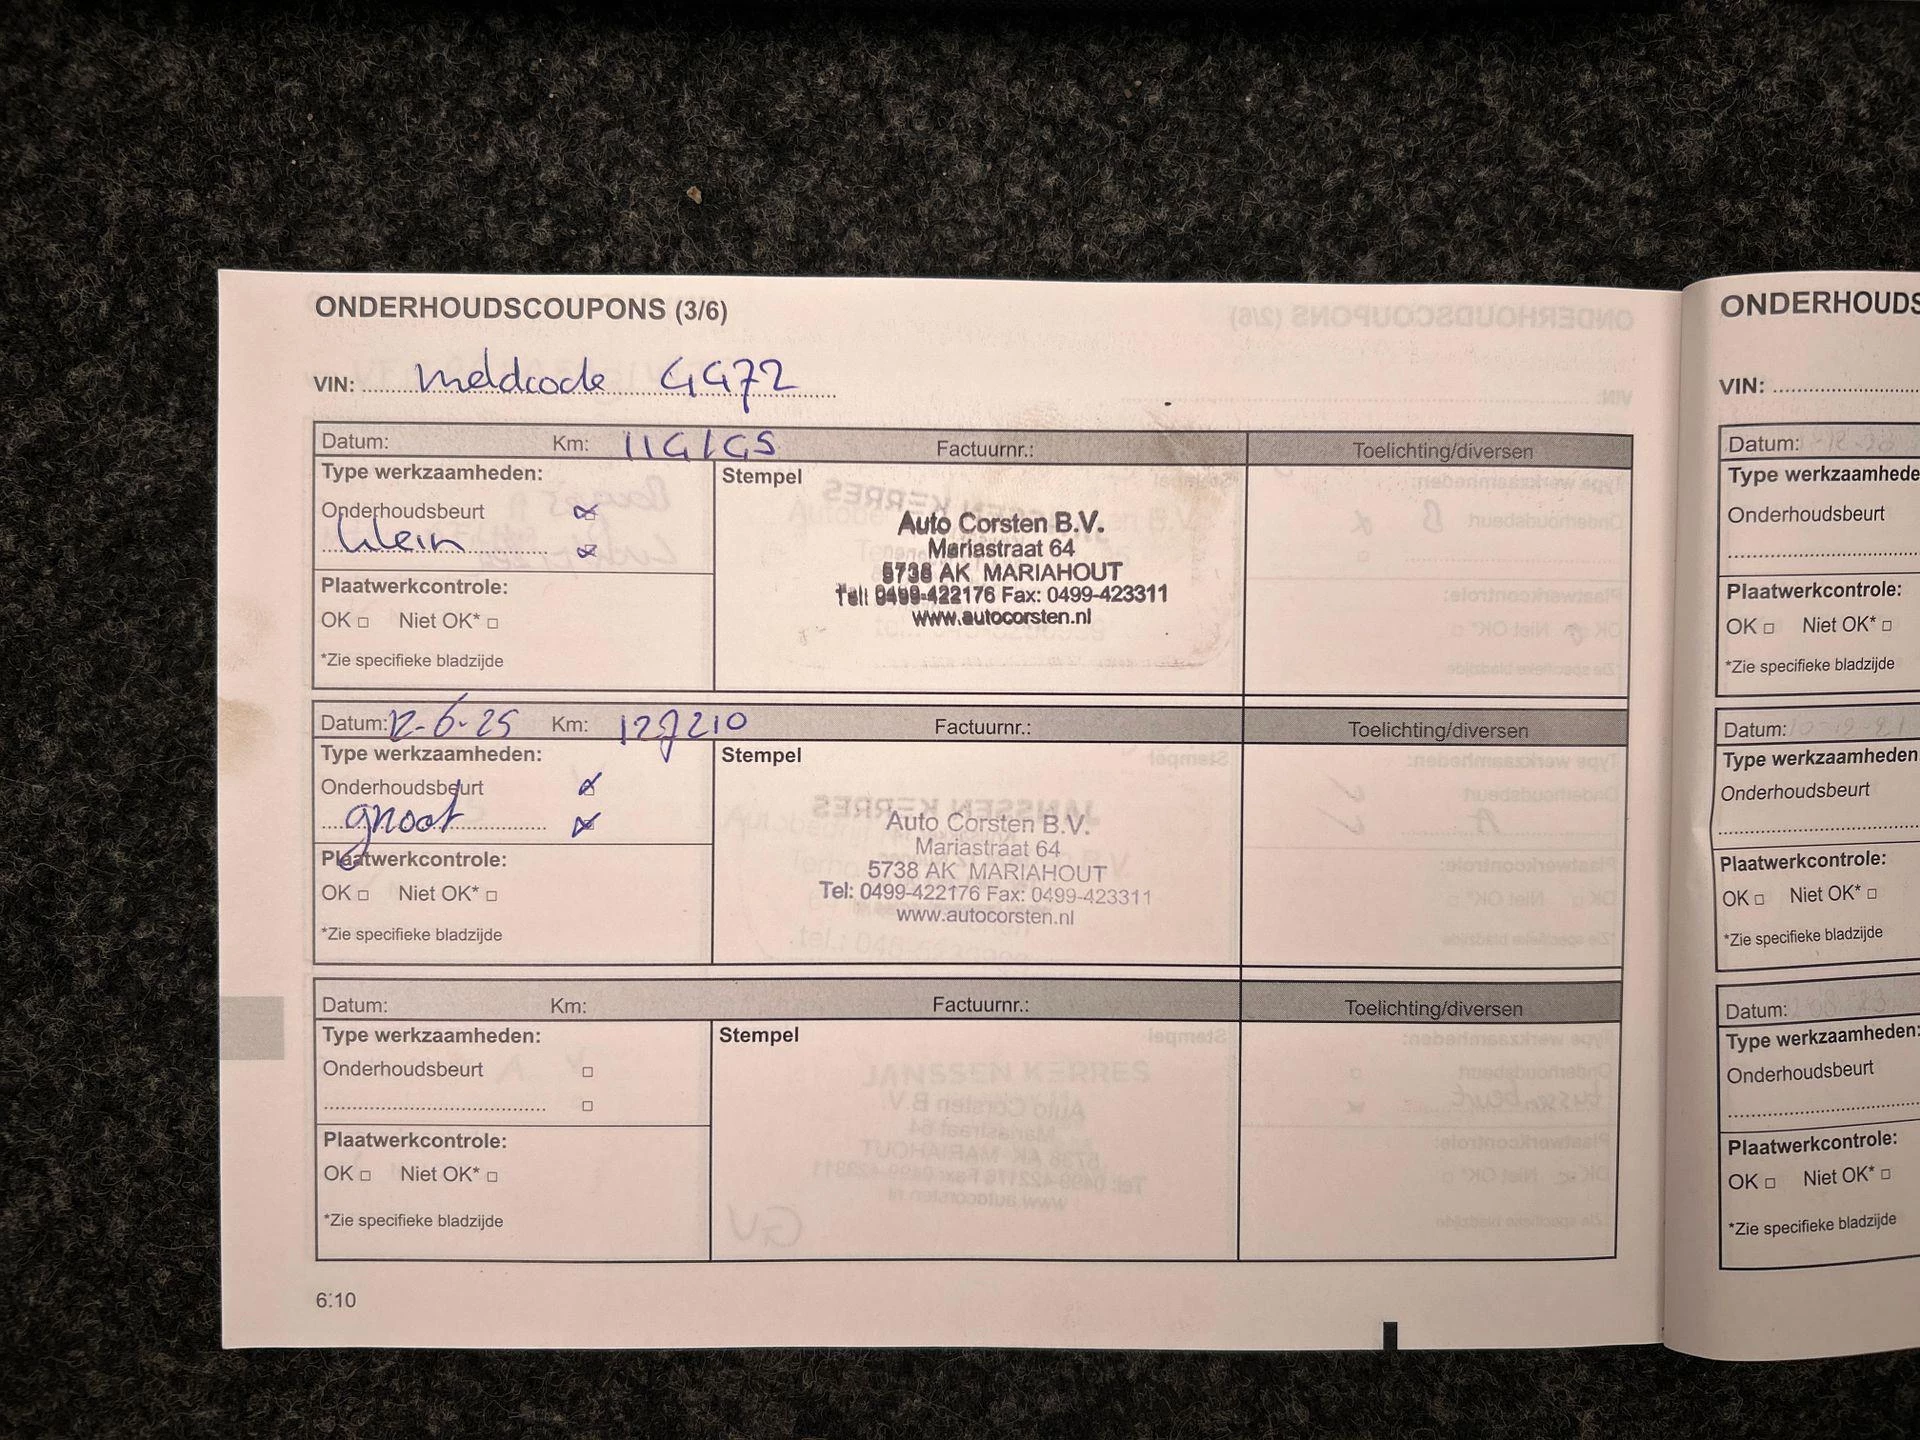 ONDERHOUDSCOUPONS (3/6)
VIN: meldcode 4472
Datum: Km: 114145 Factuurnr.: Toelichting/diversen
Type werkzaamheden: Stempel
Onderhoudsbeurt
klein
Auto Corsten B.V.
Mariastraat 64
5738 AK MARIAHOUT
Tel: 0499-422176 Fax: 0499-423311
www.autocorsten.nl
Plaatwerkcontrole:
OK Niet OK*
*Zie specifieke bladzijde
Datum: 12-6-25 Km: 127210 Factuurnr.: Toelichting/diversen
Type werkzaamheden: Stempel
Onderhoudsbeurt
groot
Auto Corsten B.V.
Mariastraat 64
5738 AK MARIAHOUT
Tel: 0499-422176 Fax: 0499-423311
www.autocorsten.nl
Plaatwerkcontrole:
OK Niet OK*
*Zie specifieke bladzijde
Datum: Km: Factuurnr.: Toelichting/diversen
Type werkzaamheden: Stempel
Onderhoudsbeurt
Plaatwerkcontrole:
OK Niet OK*
*Zie specifieke bladzijde
6.10
ONDERHOUDS
VIN:
Datum:
Type werkzaamhede
Onderhoudsbeurt
Plaatwerkcontrole:
OK Niet OK*
*Zie specifieke bladzijde
Datum:
Type werkzaamheden
Onderhoudsbeurt
Plaatwerkcontrole:
OK Niet OK*
*Zie specifieke bladzijde
Datum:
Type werkzaamheden:
Onderhoudsbeurt
Plaatwerkcontrole:
OK Niet OK*
*Zie specifieke bladzijde